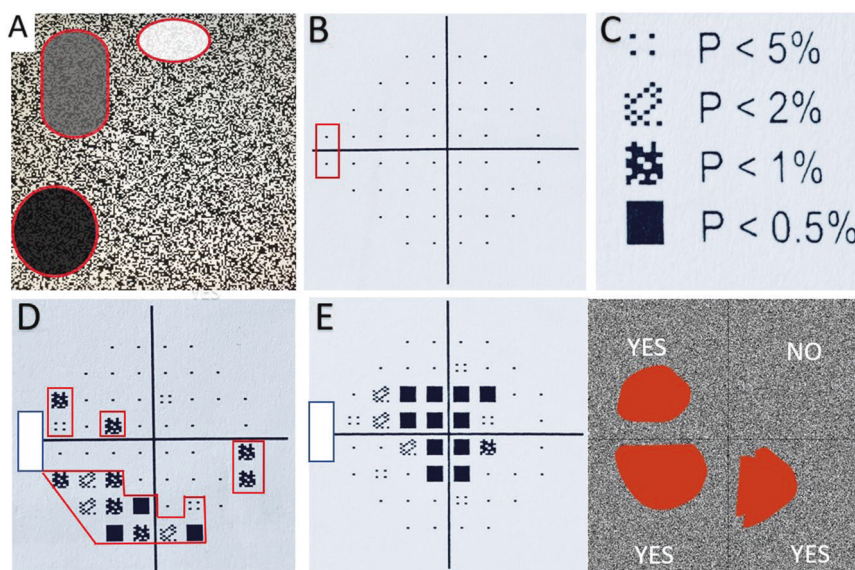 A
B
C
P < 5%
P < 2%
P < 1%
P < 0.5%
D
E
YES
NO
YES
YES